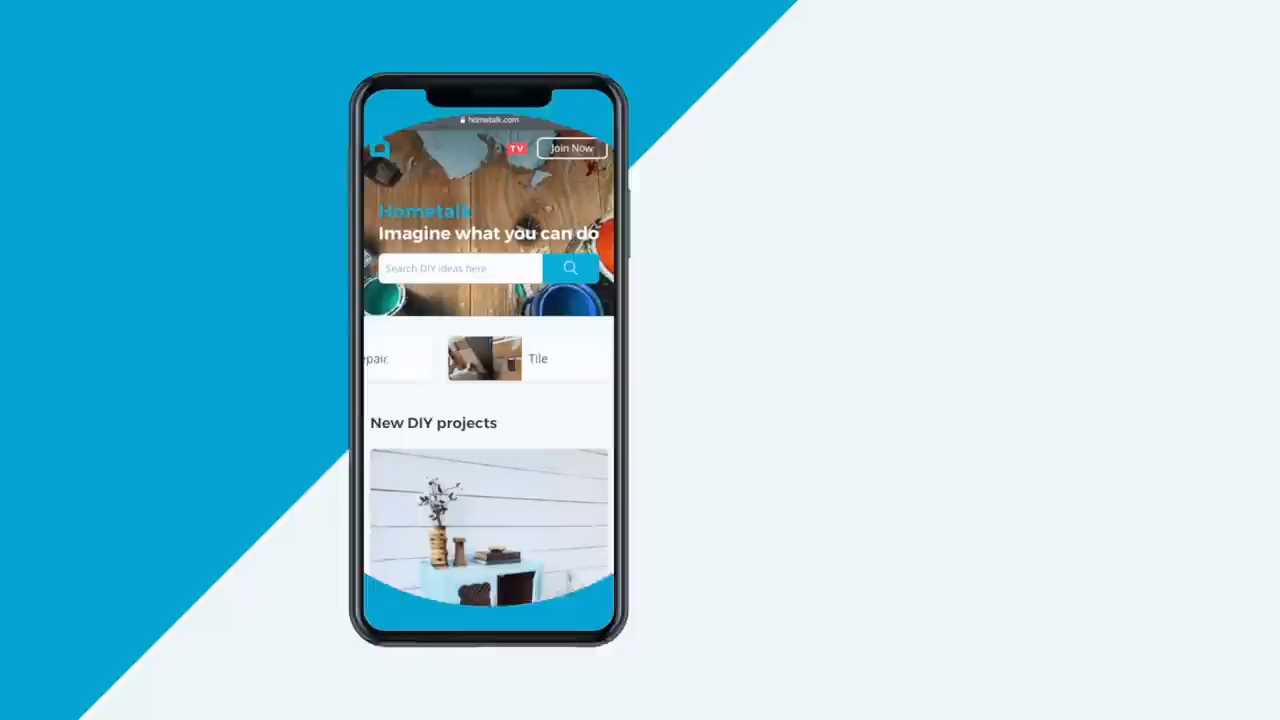 hometalk.com
TV
Join Now
Hometalk
Imagine what you can do
Search DIY ideas here
epair
Tile
New DIY projects